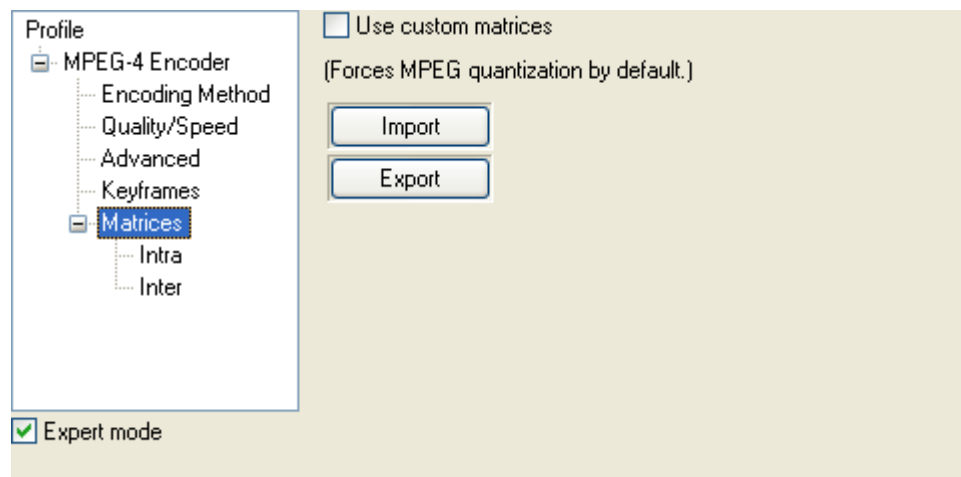 Profile
MPEG-4 Encoder
Encoding Method
Quality/Speed
Advanced
Keyframes
Matrices
Intra
Inter
Expert mode
Use custom matrices
(Forces MPEG quantization by default.)
Import
Export